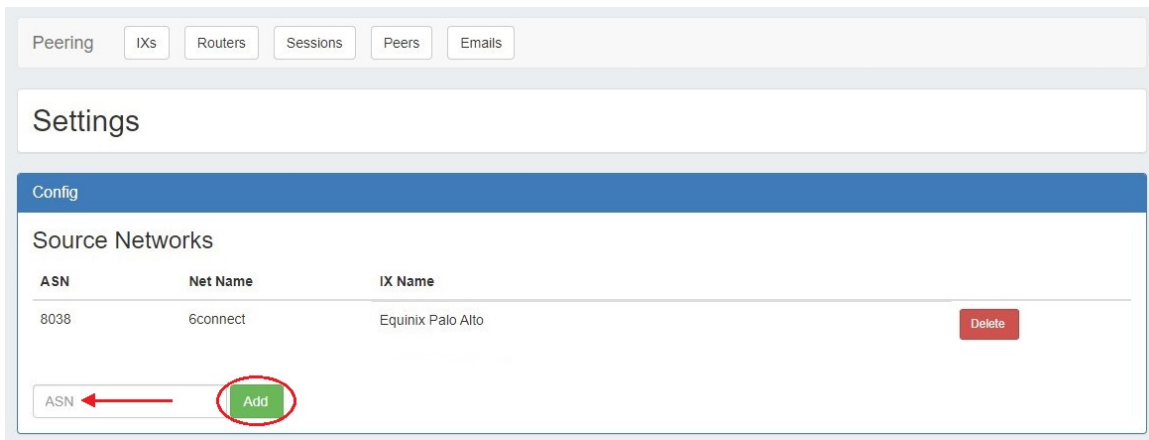 Peering IXs Routers Sessions Peers Emails
Settings
Config
Source Networks
ASN Net Name IX Name
8038 6connect Equinix Palo Alto Delete
ASN Add